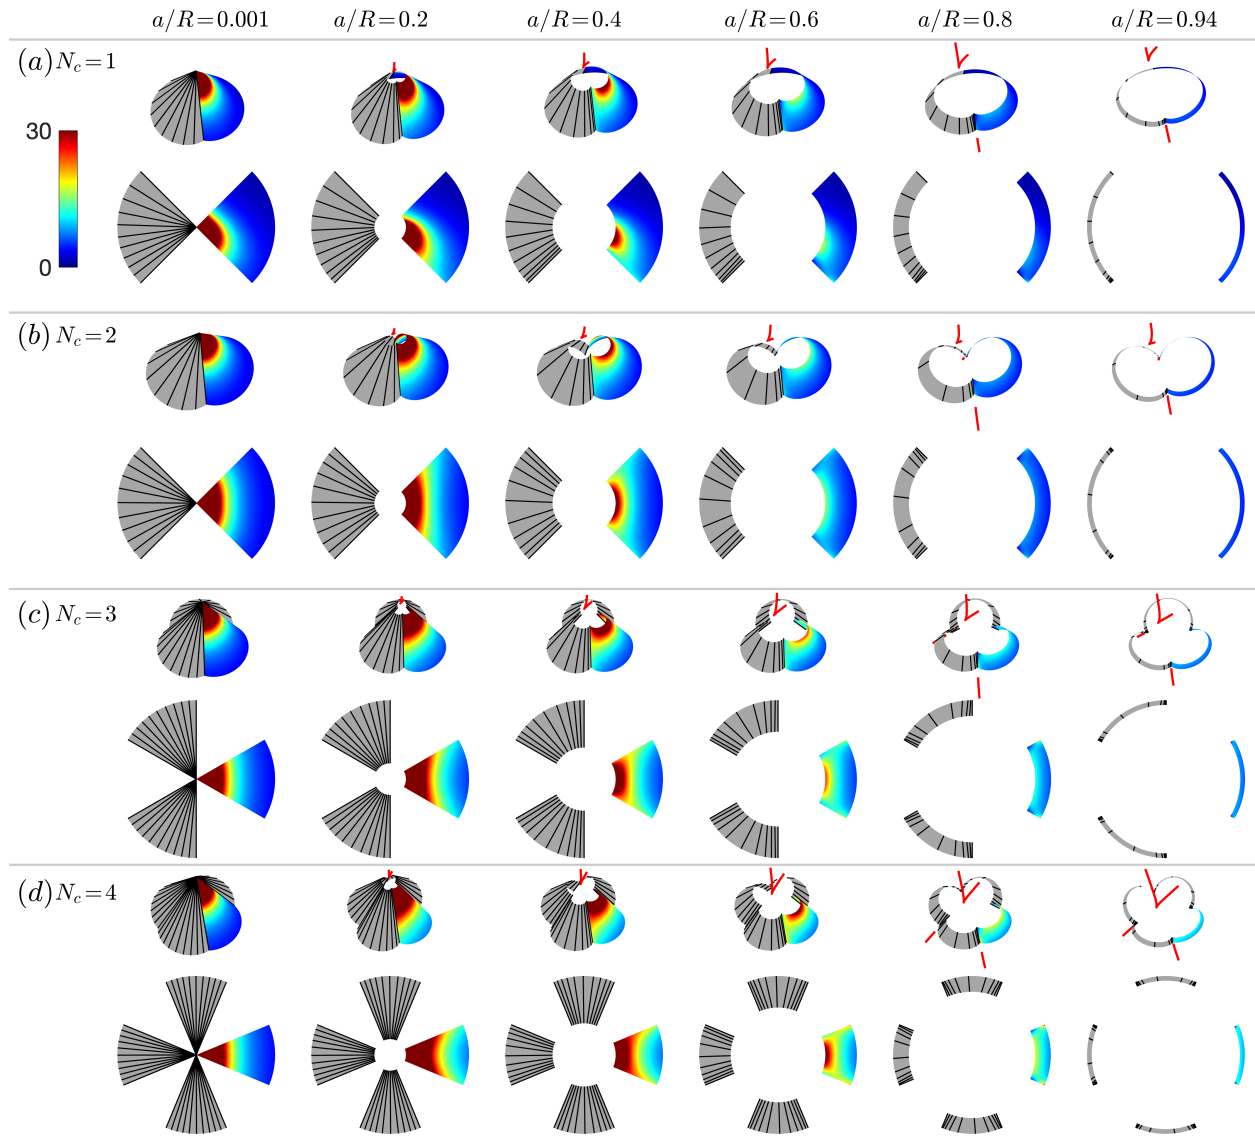 a/R=0.001 a/R=0.2 a/R=0.4 a/R=0.6 a/R=0.8 a/R=0.94
(a) N_c=1
30
0
(b) N_c=2
(c) N_c=3
(d) N_c=4